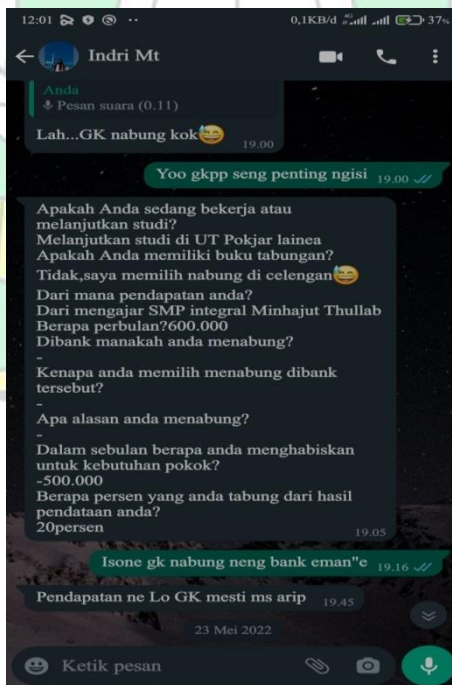 12:01 0,1KB/d 4G 37%
Indri Mt
Anda
Pesan suara (0.11)
Lah...GK nabung kok😅 19.00
Yoo gkpp seng penting ngisi 19.00
Apakah Anda sedang bekerja atau
melanjutkan studi?
Melanjutkan studi di UT Pokjar lainea
Apakah Anda memiliki buku tabungan?
Tidak,saya memilih nabung di celengan😅
Dari mana pendapatan anda?
Dari mengajar SMP integral Minhajut Thullab
Berapa perbulan?600.000
Dibank manakah anda menabung?
-
Kenapa anda memilih menabung dibank
tersebut?
-
Apa alasan anda menabung?
-
Dalam sebulan berapa anda menghabiskan
untuk kebutuhan pokok?
-500.000
Berapa persen yang anda tabung dari hasil
pendataan anda?
20persen 19.05
Isone gk nabung neng bank eman"e 19.16
Pendapatan ne Lo GK mesti ms arip 19.45
23 Mei 2022
Ketik pesan